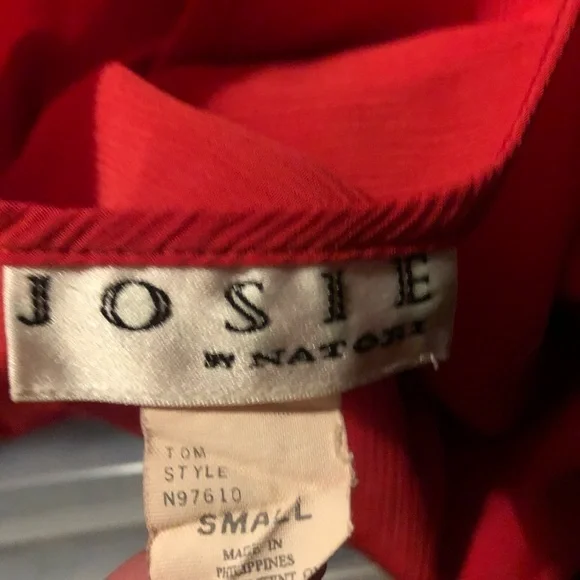 JOSIE
BY NATORI
TOM
STYLE
N97610
SMALL
MADE IN
PHILIPPINES